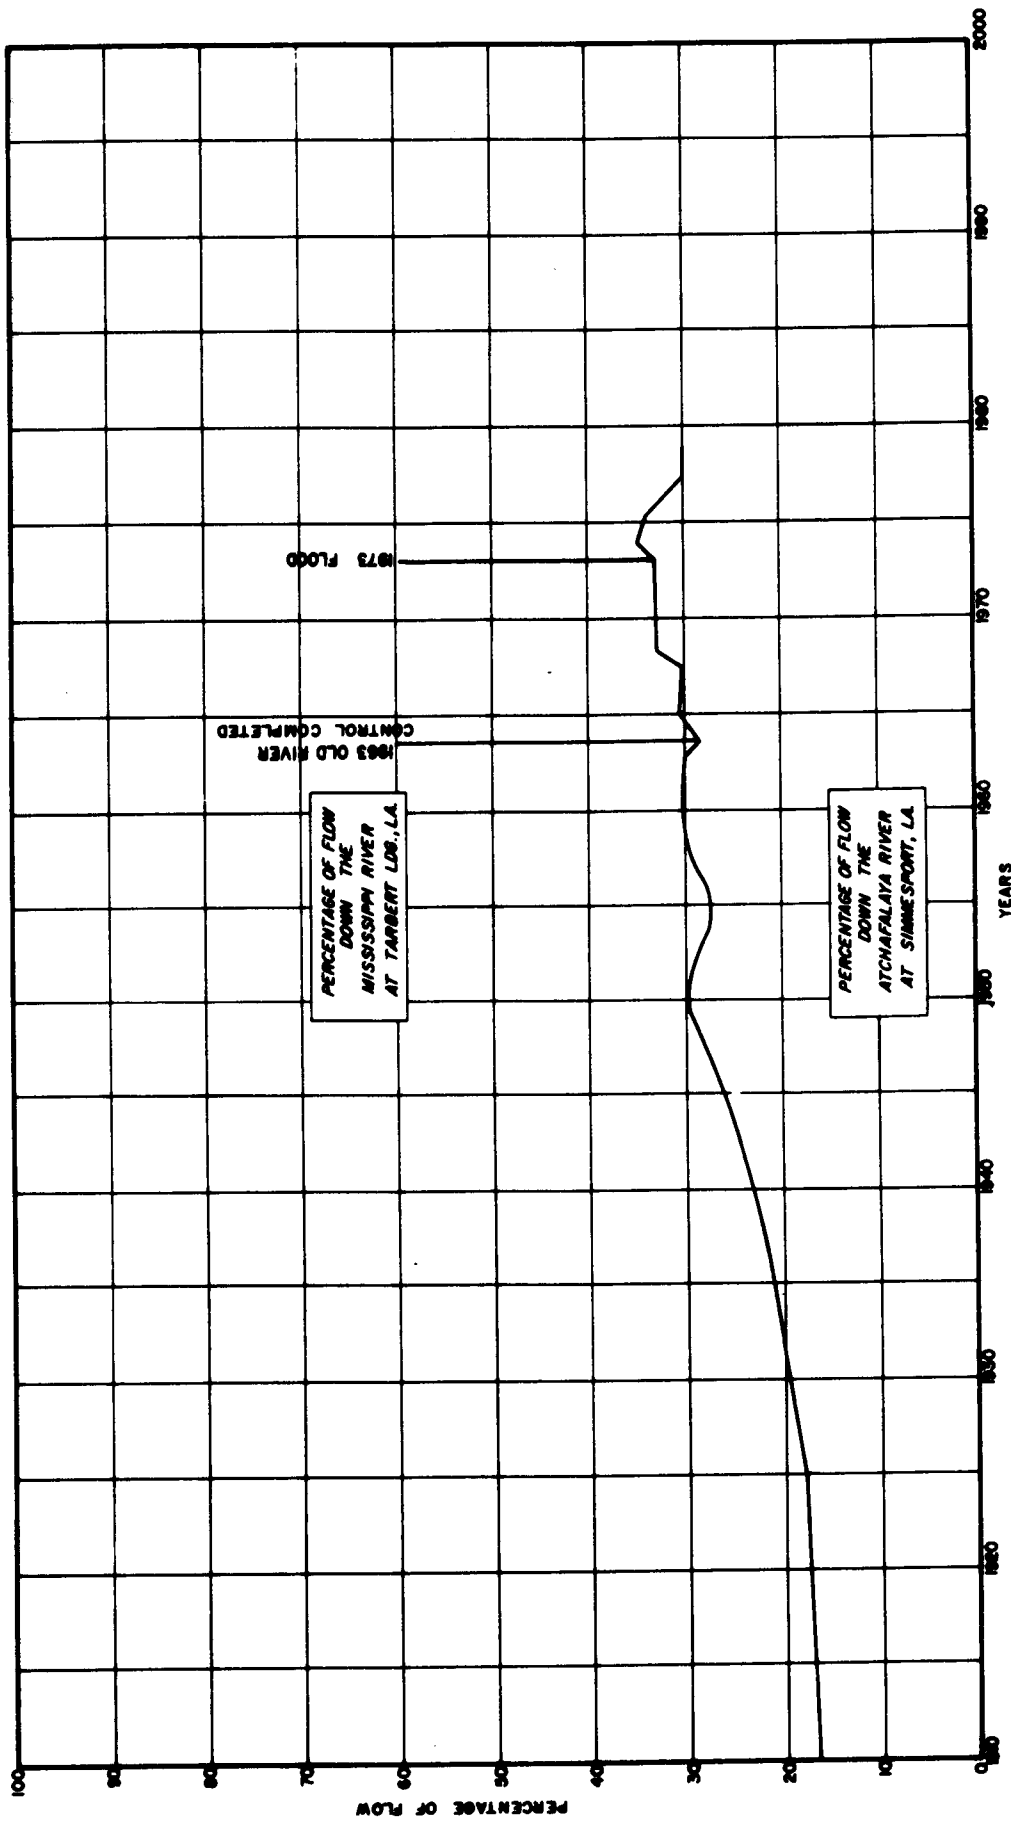 PERCENTAGE OF FLOW
100
90
80
70
60
50
40
30
20
10
0
PERCENTAGE OF FLOW
DOWN THE
MISSISSIPPI RIVER
AT TARBERT LDG., LA.
1963 OLD RIVER
CONTROL COMPLETED
1973 FLOOD
PERCENTAGE OF FLOW
DOWN THE
ATCHAFALAYA RIVER
AT SIMMESPORT, LA.
1920
1930
1940
1950
1960
1970
1980
1990
2000
YEARS